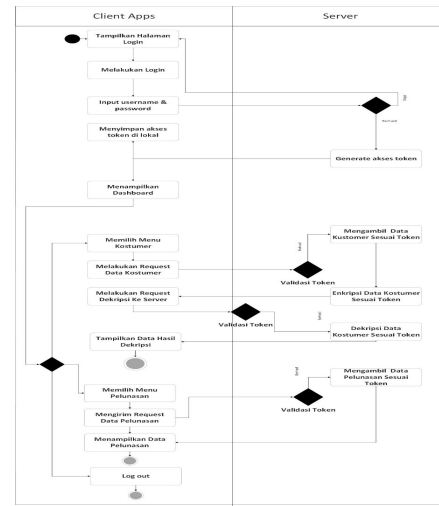 Client Apps
Server
Tampilkan Halaman
Login
Melakukan Login
Input username &
password
Gagal
Berhasil
Menyimpan akses
token di lokal
Generate akses token
Menampilkan
Dashboard
Memilih Menu
Kostumer
Berhasil
Mengambil Data
Kustomer Sesuai Token
Melakukan Request
Data Kostumer
Validasi Token
Melakukan Request
Dekripsi Ke Server
Enkripsi Data Kostumer
Sesuai Token
Validasi Token
Dekripsi Data
Kostumer Sesuai Token
Tampilkan Data Hasil
Dekripsi
Mengambil Data
Pelunasan Sesuai
Token
Memilih Menu
Pelunasan
Mengirim Request
Data Pelunasan
Validasi Token
Menampilkan Data
Pelunasan
Log out